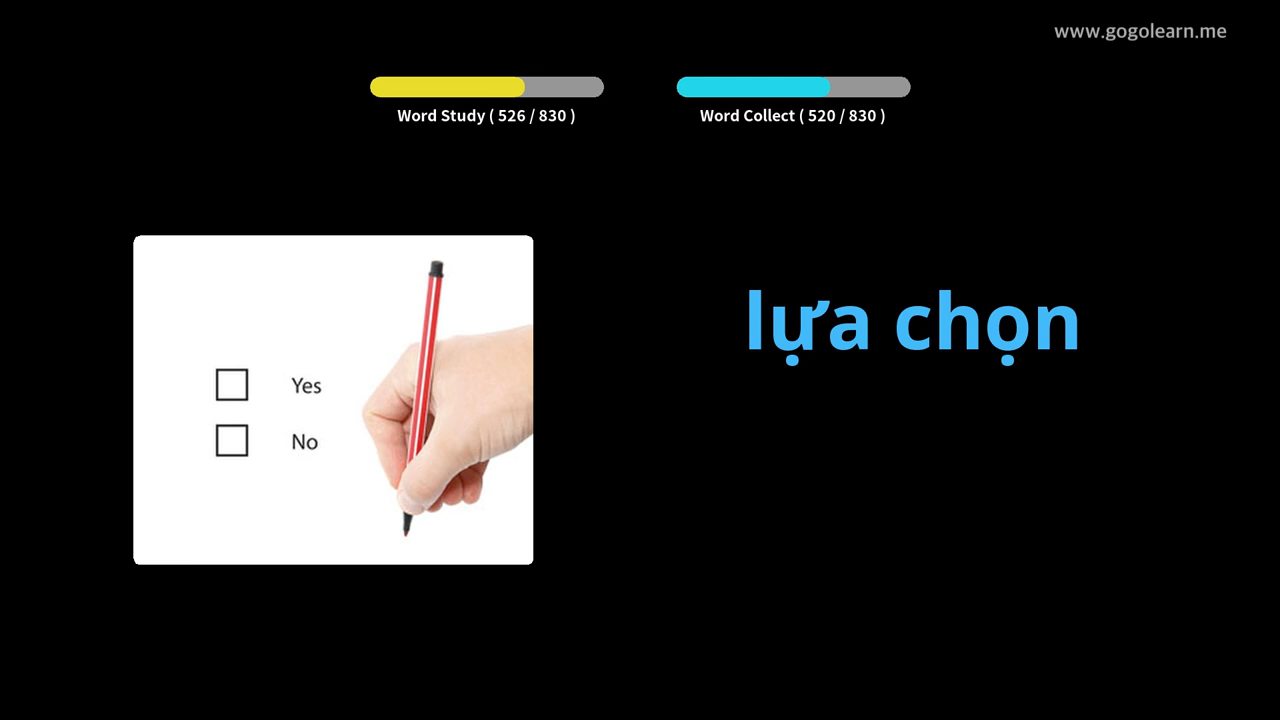 www.gogolearn.me
Word Study ( 526 / 830 )
Word Collect ( 520 / 830 )
lựa chọn
Yes
No